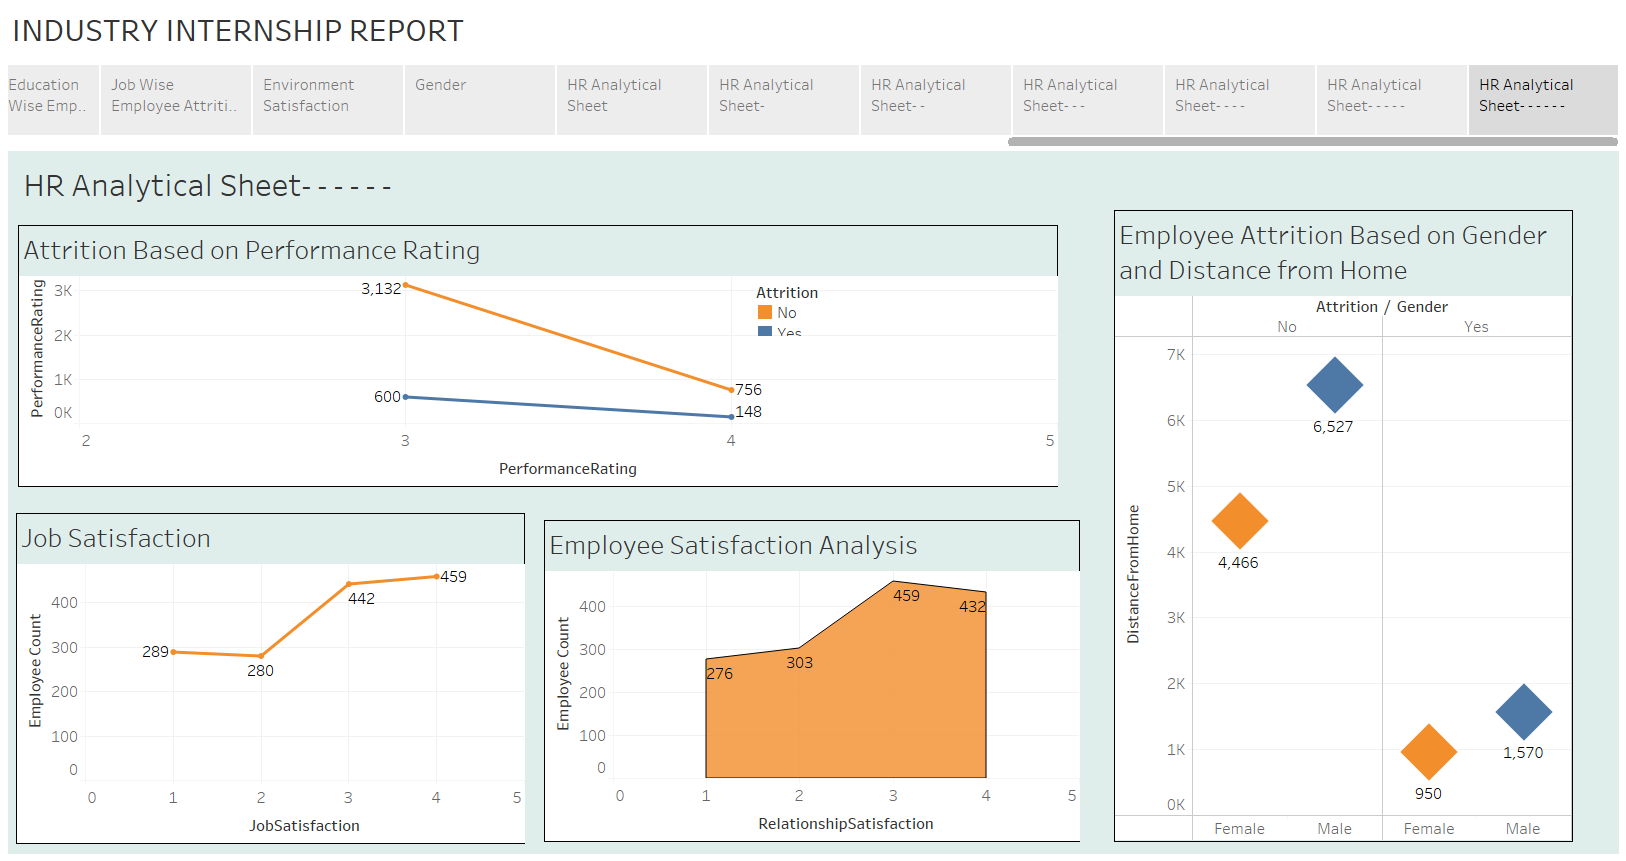 INDUSTRY INTERNSHIP REPORT
Education
Wise Emp..
Job Wise
Employee Attriti..
Environment
Satisfaction
Gender
HR Analytical
Sheet
HR Analytical
Sheet-
HR Analytical
Sheet- -
HR Analytical
Sheet- - -
HR Analytical
Sheet- - - -
HR Analytical
Sheet- - - - -
HR Analytical
Sheet- - - - - -
HR Analytical Sheet- - - - - -
Attrition Based on Performance Rating
PerformanceRating
3K
2K
1K
0K
3,132
600
756
148
Attrition
No
Yes
2
3
4
5
PerformanceRating
Job Satisfaction
Employee Count
400
300
200
100
0
289
280
442
459
0
1
2
3
4
5
JobSatisfaction
Employee Satisfaction Analysis
Employee Count
400
300
200
100
0
276
303
459
432
0
1
2
3
4
5
RelationshipSatisfaction
Employee Attrition Based on Gender
and Distance from Home
Attrition / Gender
No
Yes
DistanceFromHome
7K
6K
5K
4K
3K
2K
1K
0K
6,527
4,466
1,570
950
Female
Male
Female
Male